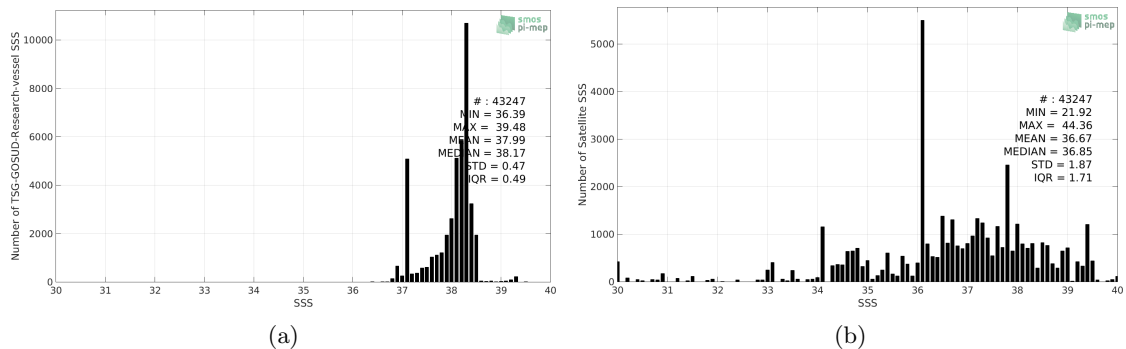 smos
pi-mep
Number of TSG-GOSUD-Research-vessel SSS
10000
8000
6000
4000
2000
0
# : 43247
MIN = 36.39
MAX = 39.48
MEAN = 37.99
MEDIAN = 38.17
STD = 0.47
IQR = 0.49
30 31 32 33 34 35 36 37 38 39 40
SSS
(a)
smos
pi-mep
Number of Satellite SSS
5000
4000
3000
2000
1000
0
# : 43247
MIN = 21.92
MAX = 44.36
MEAN = 36.67
MEDIAN = 36.85
STD = 1.87
IQR = 1.71
30 31 32 33 34 35 36 37 38 39 40
SSS
(b)